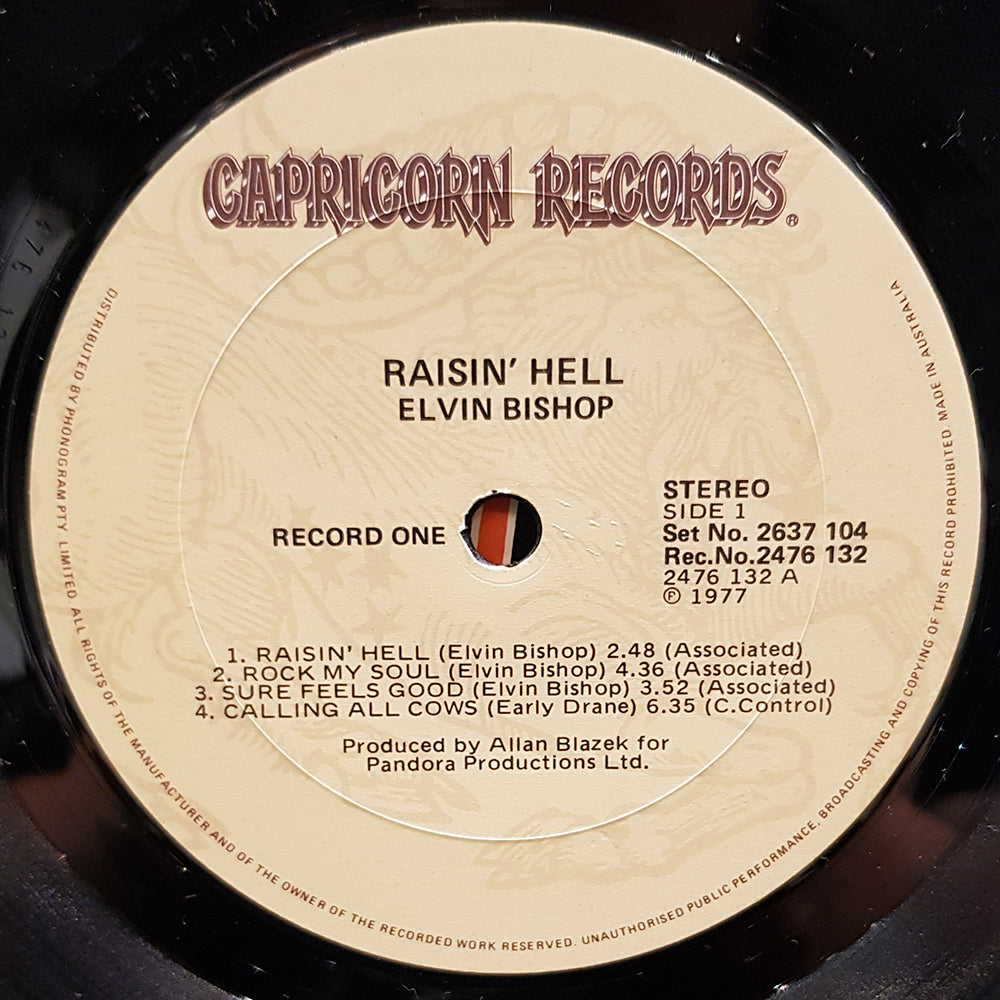 CAPRICORN RECORDS®
RAISIN' HELL
ELVIN BISHOP
RECORD ONE
STEREO
SIDE 1
Set No. 2637 104
Rec.No.2476 132
2476 132 A
℗ 1977
1. RAISIN' HELL (Elvin Bishop) 2.48 (Associated)
2. ROCK MY SOUL (Elvin Bishop) 4.36 (Associated)
3. SURE FEELS GOOD (Elvin Bishop) 3.52 (Associated)
4. CALLING ALL COWS (Early Drane) 6.35 (C.Control)
Produced by Allan Blazek for
Pandora Productions Ltd.
DISTRIBUTED BY PHONOGRAM PTY. LIMITED. ALL RIGHTS OF THE MANUFACTURER AND OF THE OWNER OF THE RECORDED WORK RESERVED. UNAUTHORISED PUBLIC PERFORMANCE, BROADCASTING AND COPYING OF THIS RECORD PROHIBITED. MADE IN AUSTRALIA